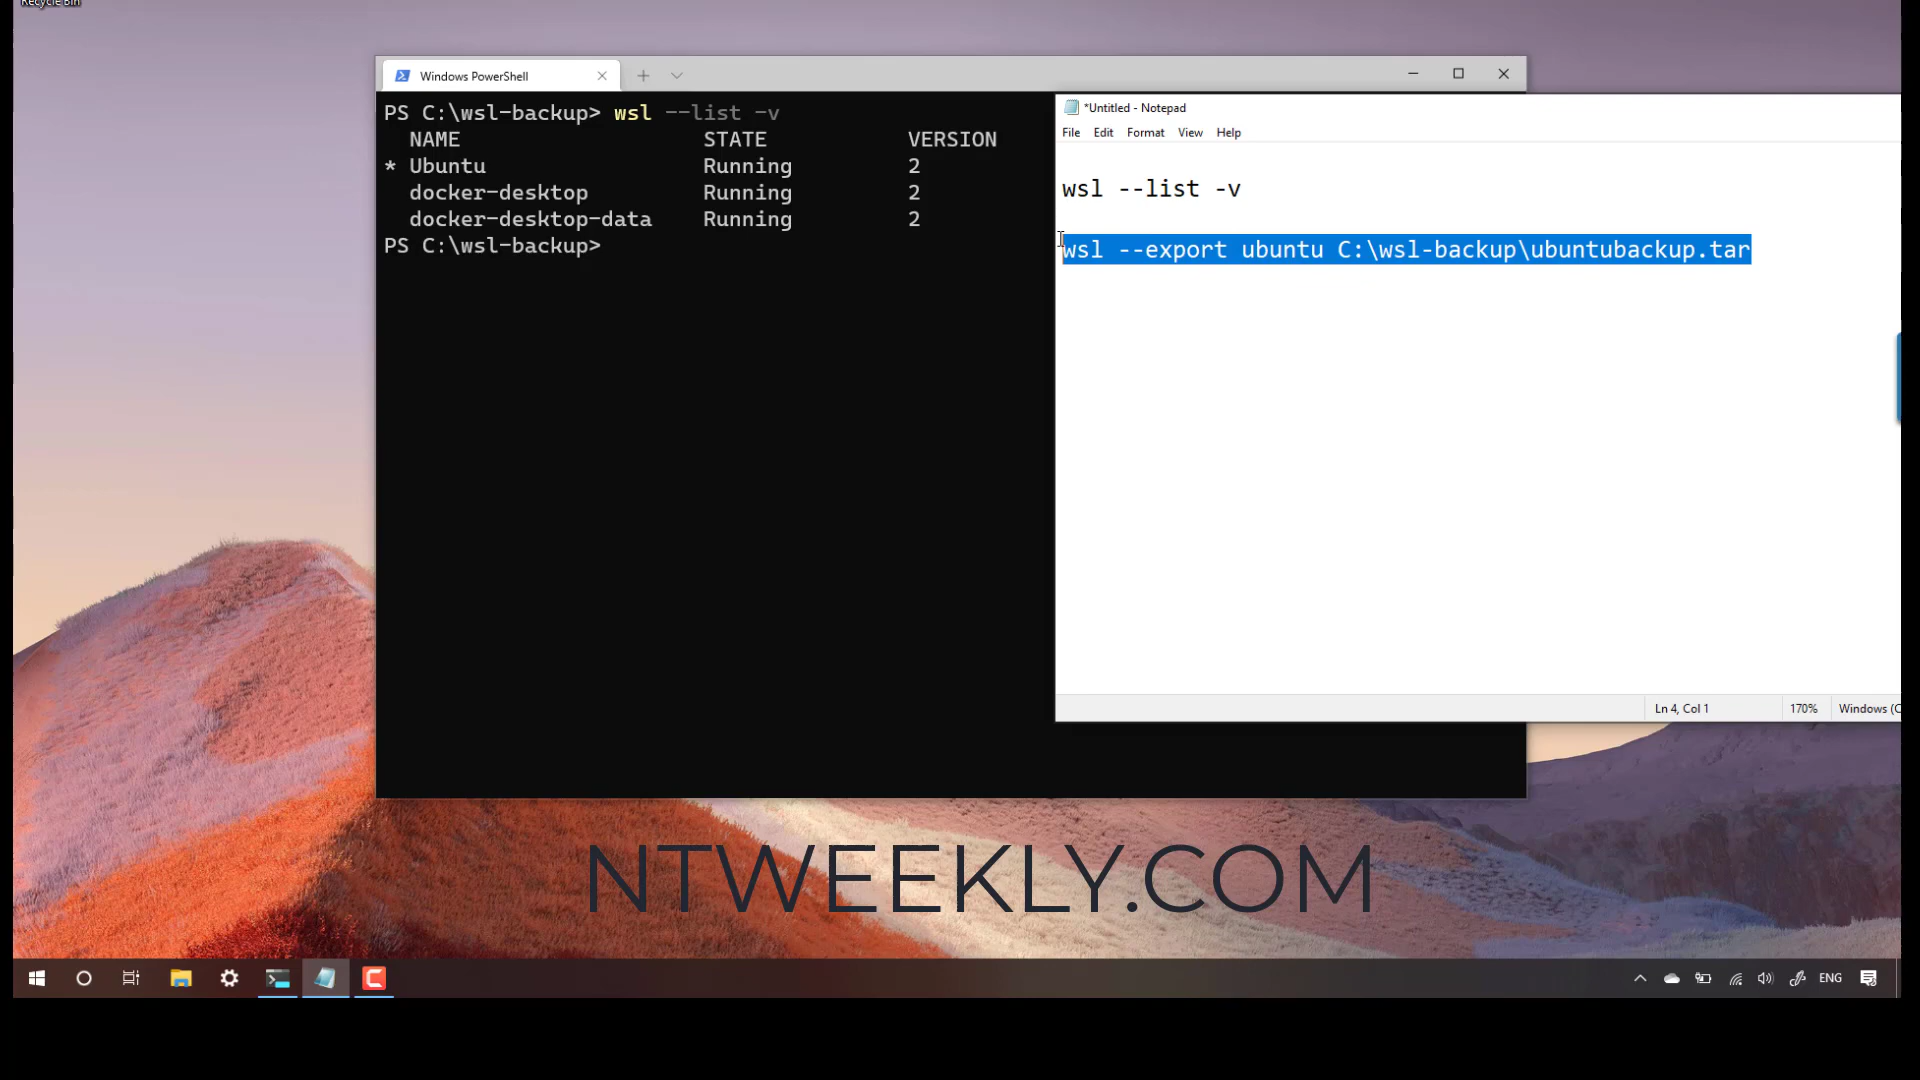 Recycle Bin
Windows PowerShell
PS C:\wsl-backup> wsl --list -v
NAME STATE VERSION
* Ubuntu Running 2
docker-desktop Running 2
docker-desktop-data Running 2
PS C:\wsl-backup>
*Untitled - Notepad
File Edit Format View Help
wsl --list -v
wsl --export ubuntu C:\wsl-backup\ubuntubackup.tar
Ln 4, Col 1 170% Windows (C
NTWEEKLY.COM
ENG